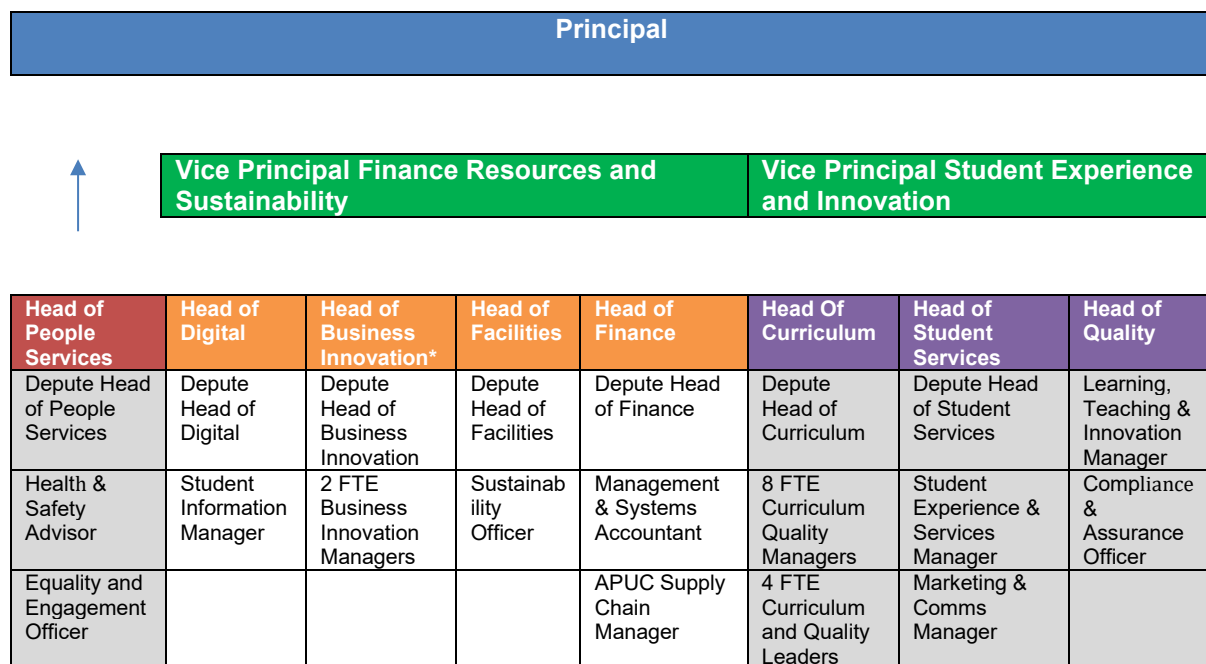 Principal
Vice Principal Finance Resources and
Sustainability
Vice Principal Student Experience
and Innovation
Head of
People
Services
Head of
Digital
Head of
Business
Innovation*
Head of
Facilities
Head of
Finance
Head Of
Curriculum
Head of
Student
Services
Head of
Quality
Depute Head
of People
Services
Depute
Head of
Digital
Depute
Head of
Business
Innovation
Depute
Head of
Facilities
Depute Head
of Finance
Depute
Head of
Curriculum
Depute Head
of Student
Services
Learning,
Teaching &
Innovation
Manager
Health &
Safety
Advisor
Student
Information
Manager
2 FTE
Business
Innovation
Managers
Sustainab
ility
Officer
Management
& Systems
Accountant
8 FTE
Curriculum
Quality
Managers
Student
Experience &
Services
Manager
Compliance
&
Assurance
Officer
Equality and
Engagement
Officer
APUC Supply
Chain
Manager
4 FTE
Curriculum
and Quality
Leaders
Marketing &
Comms
Manager